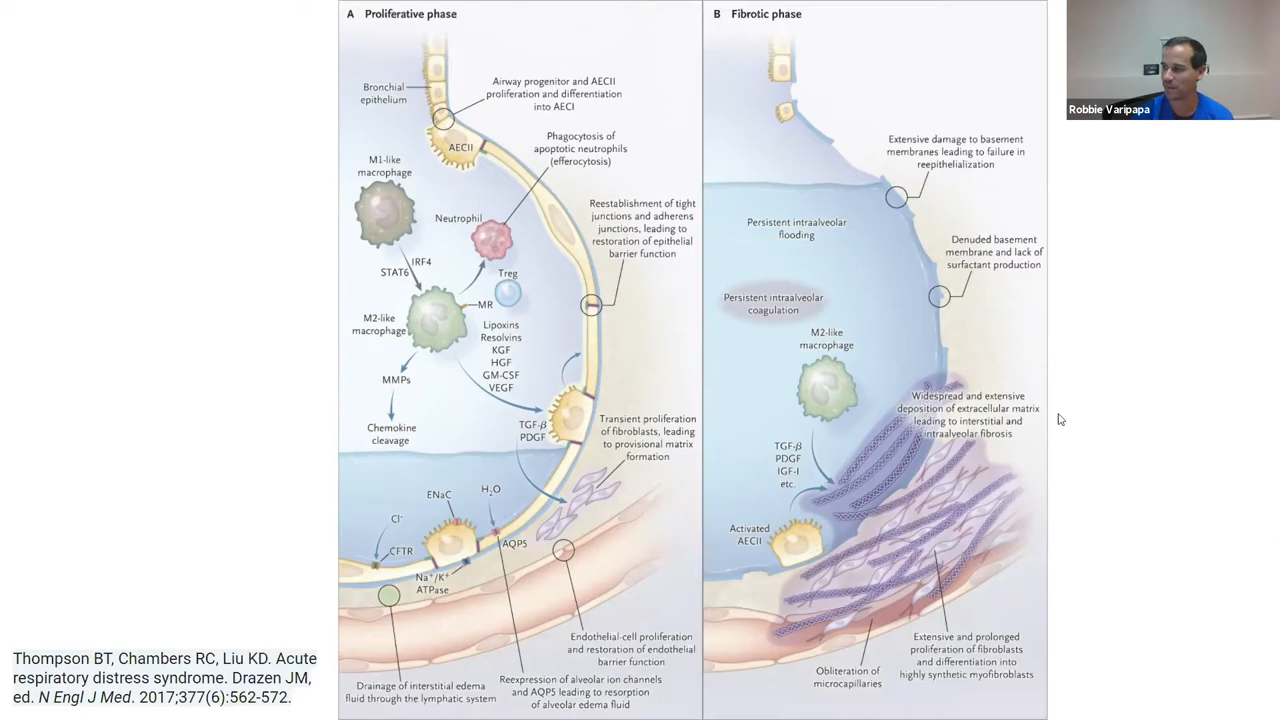 A Proliferative phase
Bronchial
epithelium
Airway progenitor and AECII
proliferation and differentiation
into AECI
AECII
Phagocytosis of
apoptotic neutrophils
(efferocytosis)
M1-like
macrophage
Neutrophil
Reestablishment of tight
junctions and adherens
junctions, leading to
restoration of epithelial
barrier function
IRF4
STAT6
Treg
MR
M2-like
macrophage
Lipoxins
Resolvins
KGF
HGF
GM-CSF
VEGF
MMPs
Chemokine
cleavage
TGF-β
PDGF
Transient proliferation
of fibroblasts, leading
to provisional matrix
formation
ENaC
H₂O
Cl⁻
CFTR
AQP5
Na⁺/K⁺
ATPase
Endothelial-cell proliferation
and restoration of endothelial
barrier function
Drainage of interstitial edema
fluid through the lymphatic system
Reexpression of alveolar ion channels
and AQP5 leading to resorption
of alveolar edema fluid
B Fibrotic phase
Extensive damage to basement
membranes leading to failure in
reepithelialization
Persistent intraalveolar
flooding
Denuded basement
membrane and lack of
surfactant production
Persistent intraalveolar
coagulation
M2-like
macrophage
Widespread and extensive
deposition of extracellular matrix
leading to interstitial and
intraalveolar fibrosis
TGF-β
PDGF
IGF-I
etc.
Activated
AECII
Obliteration of
microcapillaries
Extensive and prolonged
proliferation of fibroblasts
and differentiation into
highly synthetic myofibroblasts
Robbie Varipapa
Thompson BT, Chambers RC, Liu KD. Acute
respiratory distress syndrome. Drazen JM,
ed. N Engl J Med. 2017;377(6):562-572.